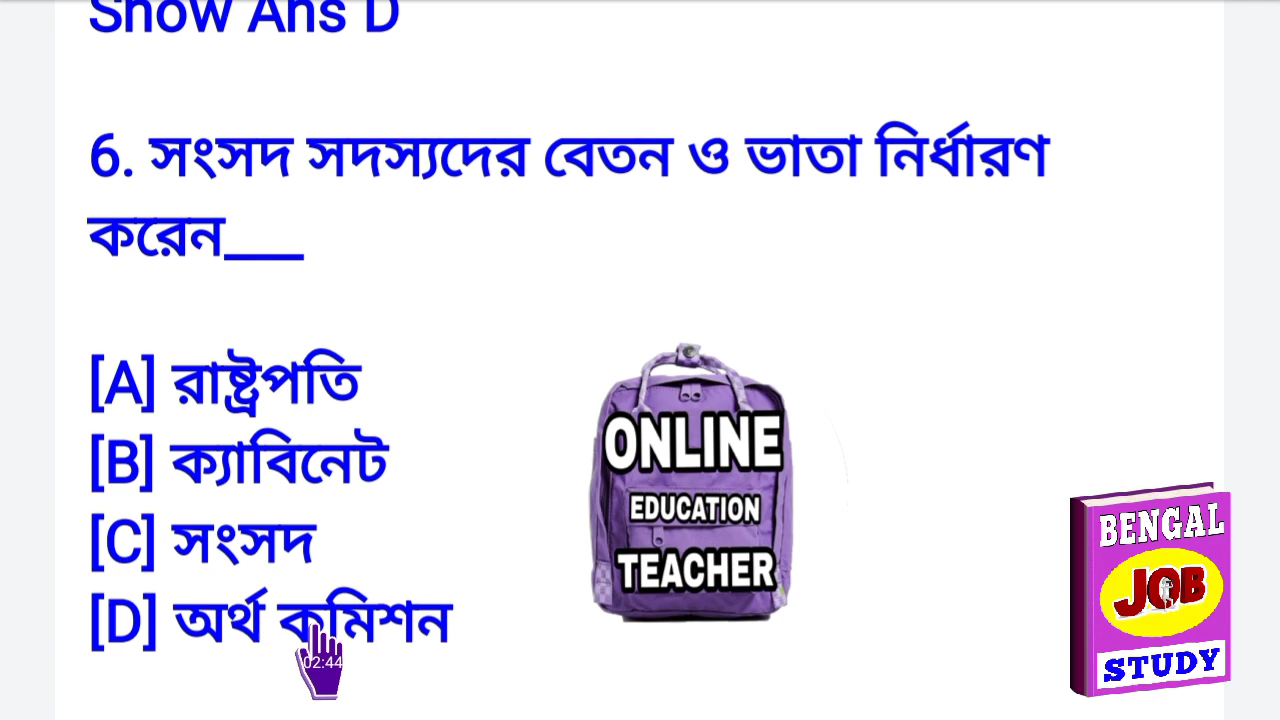 Show Ans D
6. সংসদ সদস্যদের বেতন ও ভাতা নির্ধারণ
করেন___
[A] রাষ্ট্রপতি
[B] ক্যাবিনেট
[C] সংসদ
[D] অর্থ কমিশন
02:44
ONLINE
EDUCATION
TEACHER
BENGAL
JOB
STUDY